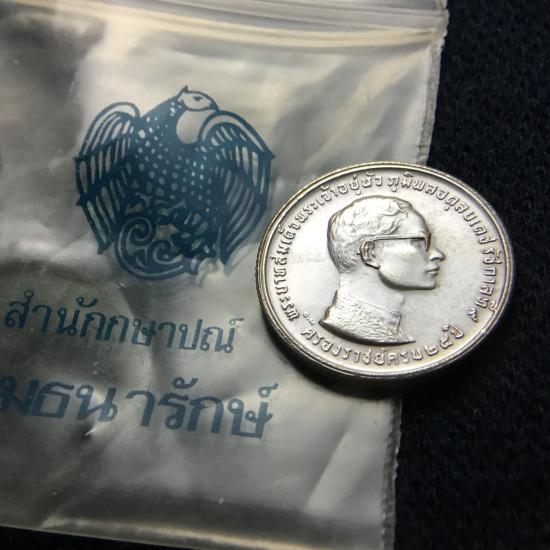 สำนักกษาปณ์
มธนารักษ์
พระบาทสมเด็จพระเจ้าอยู่หัว ภูมิพลอดุลยเดช รัชกาลที่ ๙
ครองราชย์ครบ ๒๕ ปี